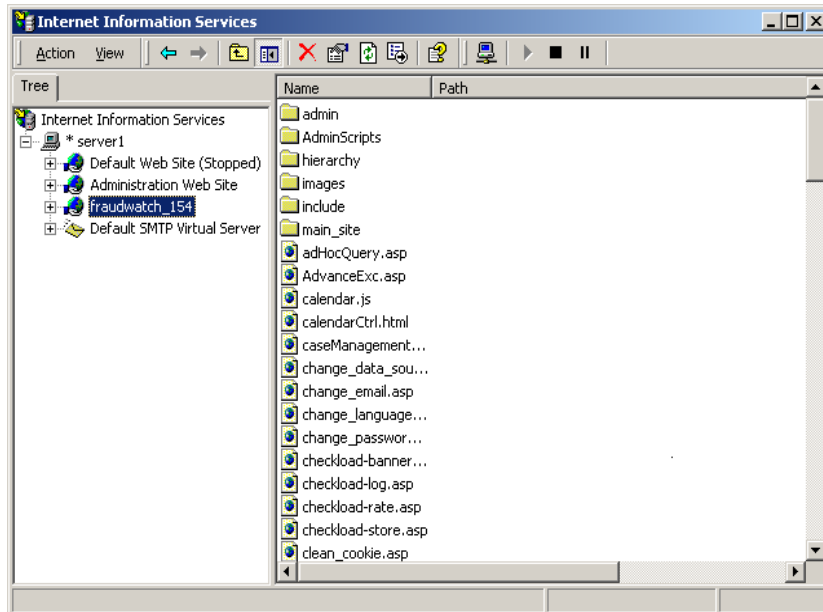 Internet Information Services
Action View
Tree
Name Path
Internet Information Services
* server1
Default Web Site (Stopped)
Administration Web Site
fraudwatch_154
Default SMTP Virtual Server
admin
AdminScripts
hierarchy
images
include
main_site
adHocQuery.asp
AdvanceExc.asp
calendar.js
calendarCtrl.html
caseManagement...
change_data_sou...
change_email.asp
change_language...
change_passwor...
checkload-banner...
checkload-log.asp
checkload-rate.asp
checkload-store.asp
clean_cookie.asp